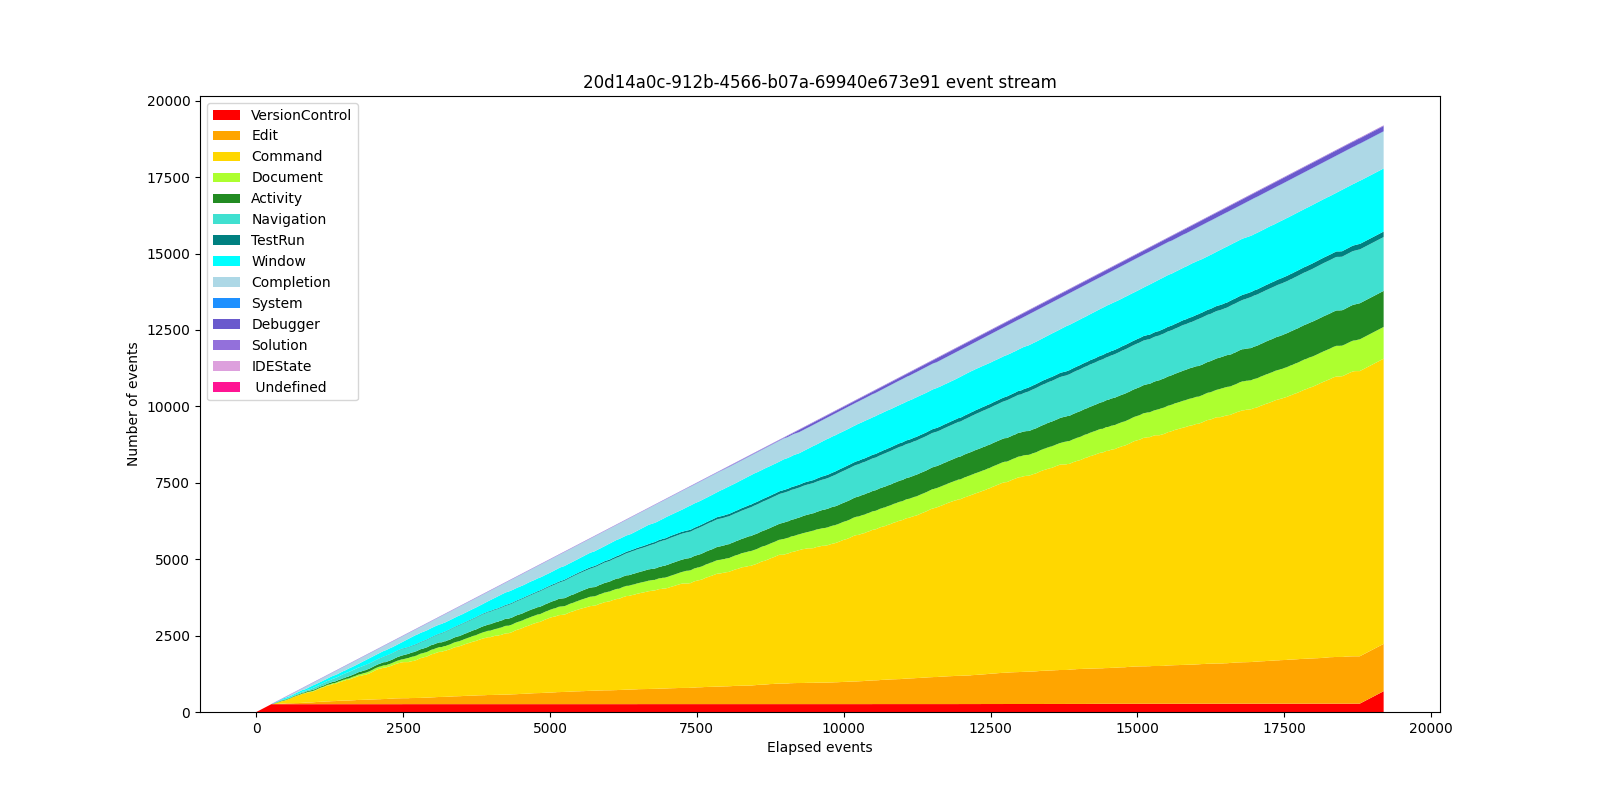 20d14a0c-912b-4566-b07a-69940e673e91 event stream
20000
17500
15000
12500
10000
7500
5000
2500
0
Number of events
VersionControl
Edit
Command
Document
Activity
Navigation
TestRun
Window
Completion
System
Debugger
Solution
IDEState
Undefined
0 2500 5000 7500 10000 12500 15000 17500 20000
Elapsed events